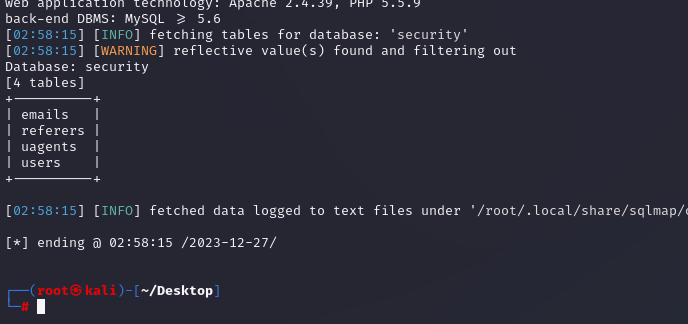 web application technology: Apache 2.4.39, PHP 5.5.9
back-end DBMS: MySQL ≥ 5.6
[02:58:15] [INFO] fetching tables for database: 'security'
[02:58:15] [WARNING] reflective value(s) found and filtering out
Database: security
[4 tables]
+----------+
| emails   |
| referers |
| uagents  |
| users    |
+----------+
[02:58:15] [INFO] fetched data logged to text files under '/root/.local/share/sqlmap/
[*] ending @ 02:58:15 /2023-12-27/
┌──(root㉿kali)-[~/Desktop]
└─#